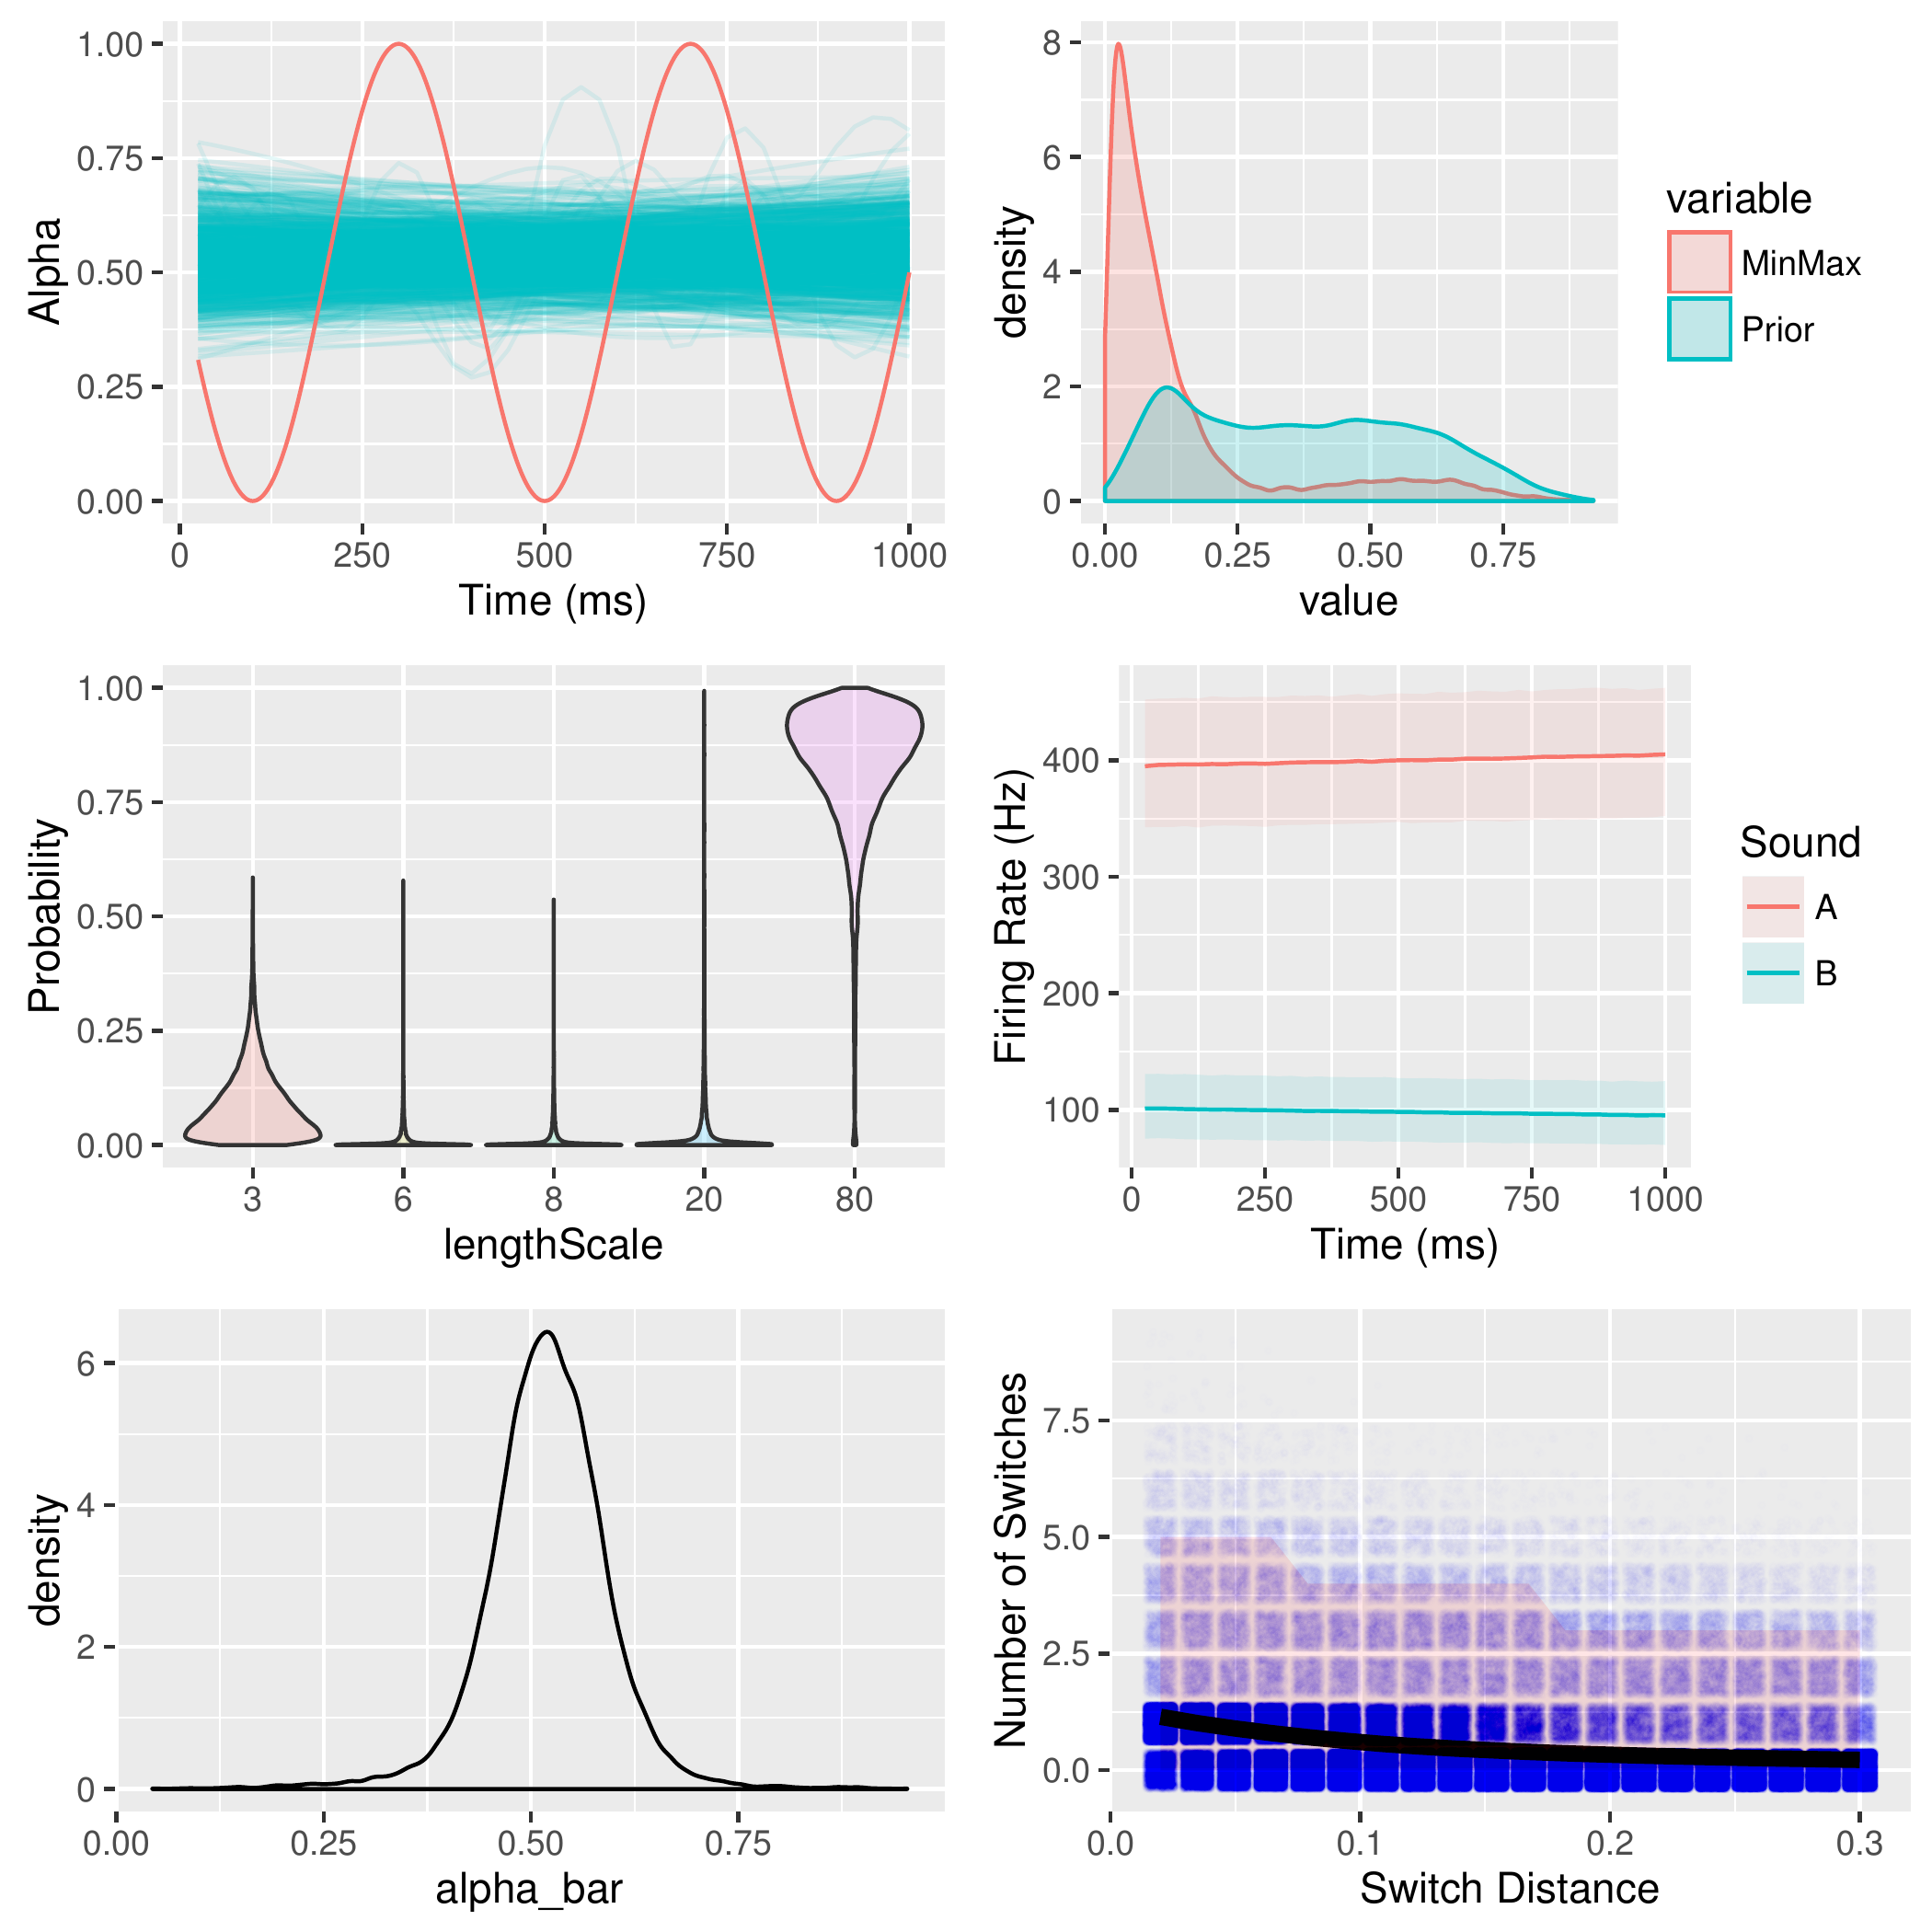 1.00
0.75
0.50
0.25
0.00
Alpha
0 250 500 750 1000
Time (ms)
8
6
4
2
0
density
0.00 0.25 0.50 0.75
value
variable
MinMax
Prior
1.00
0.75
0.50
0.25
0.00
Probability
3 6 8 20 80
lengthScale
400
300
200
100
Firing Rate (Hz)
0 250 500 750 1000
Time (ms)
Sound
A
B
6
4
2
0
density
0.00 0.25 0.50 0.75
alpha_bar
7.5
5.0
2.5
0.0
Number of Switches
0.0 0.1 0.2 0.3
Switch Distance